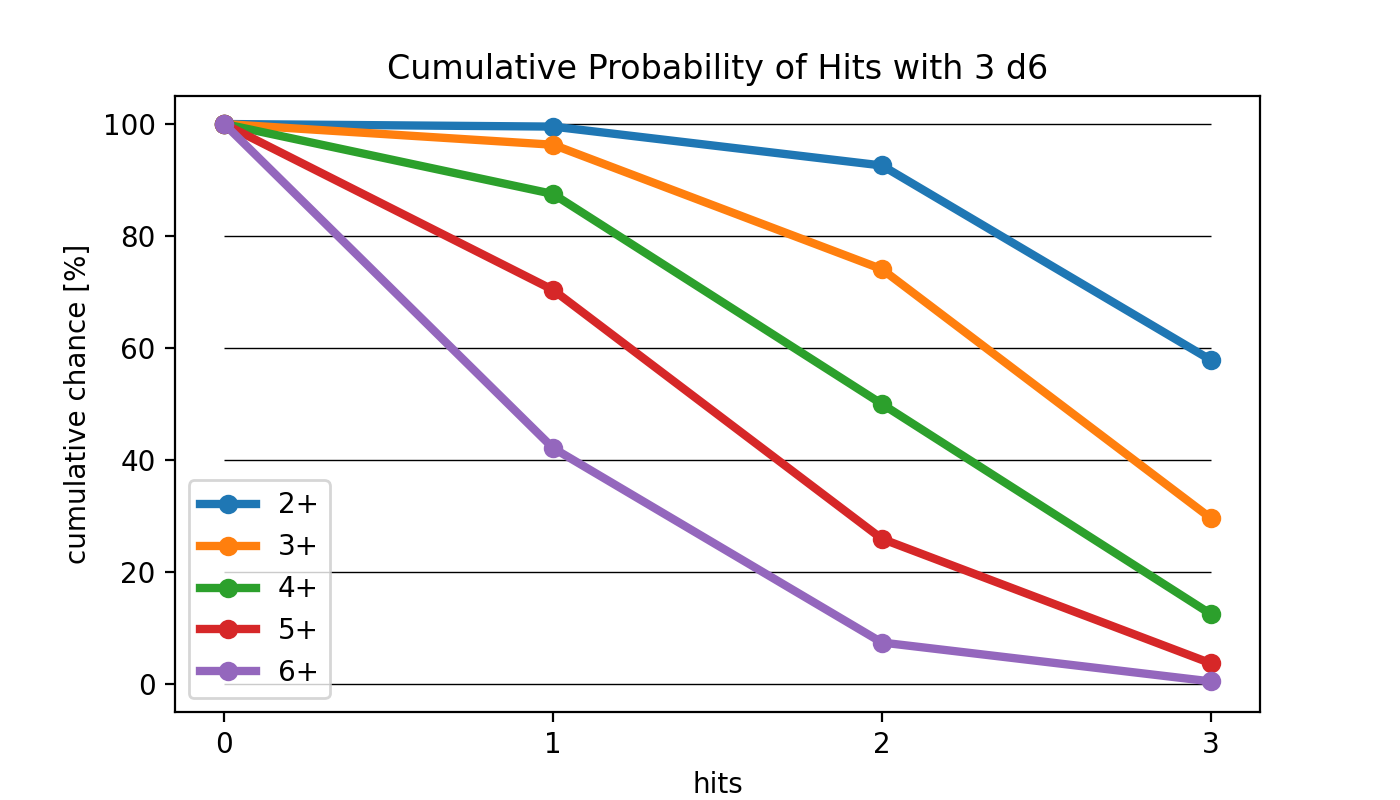 Cumulative Probability of Hits with 3 d6
cumulative chance [%]
100
80
60
40
20
0
2+
3+
4+
5+
6+
0 1 2 3
hits